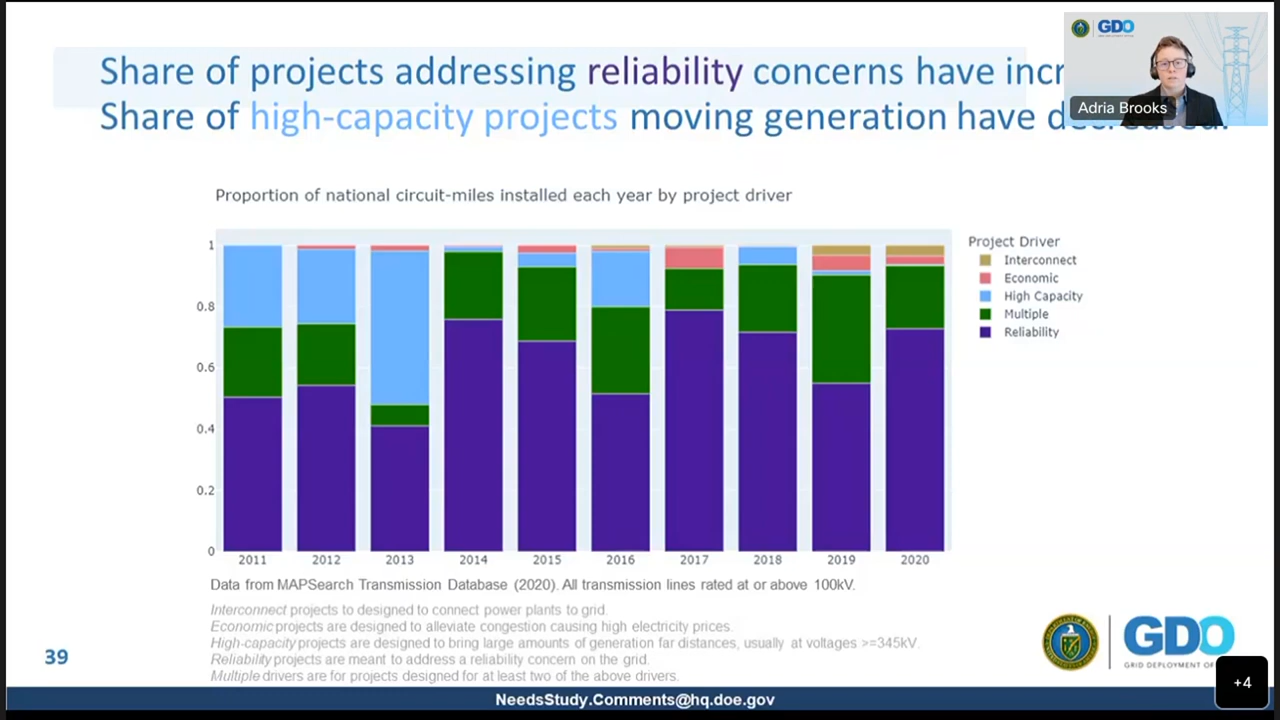 Share of projects addressing reliability concerns have incr
Share of high-capacity projects moving generation have decreased.
GDO
Adria Brooks
Proportion of national circuit-miles installed each year by project driver
1
0.8
0.6
0.4
0.2
0
2011 2012 2013 2014 2015 2016 2017 2018 2019 2020
Project Driver
Interconnect
Economic
High Capacity
Multiple
Reliability
Data from MAPSearch Transmission Database (2020). All transmission lines rated at or above 100kV.
Interconnect projects to designed to connect power plants to grid.
Economic projects are designed to alleviate congestion causing high electricity prices.
High-capacity projects are designed to bring large amounts of generation far distances, usually at voltages >=345kV.
Reliability projects are meant to address a reliability concern on the grid.
Multiple drivers are for projects designed for at least two of the above drivers.
39
GDO
GRID DEPLOYMENT OF
+4
NeedsStudy.Comments@hq.doe.gov